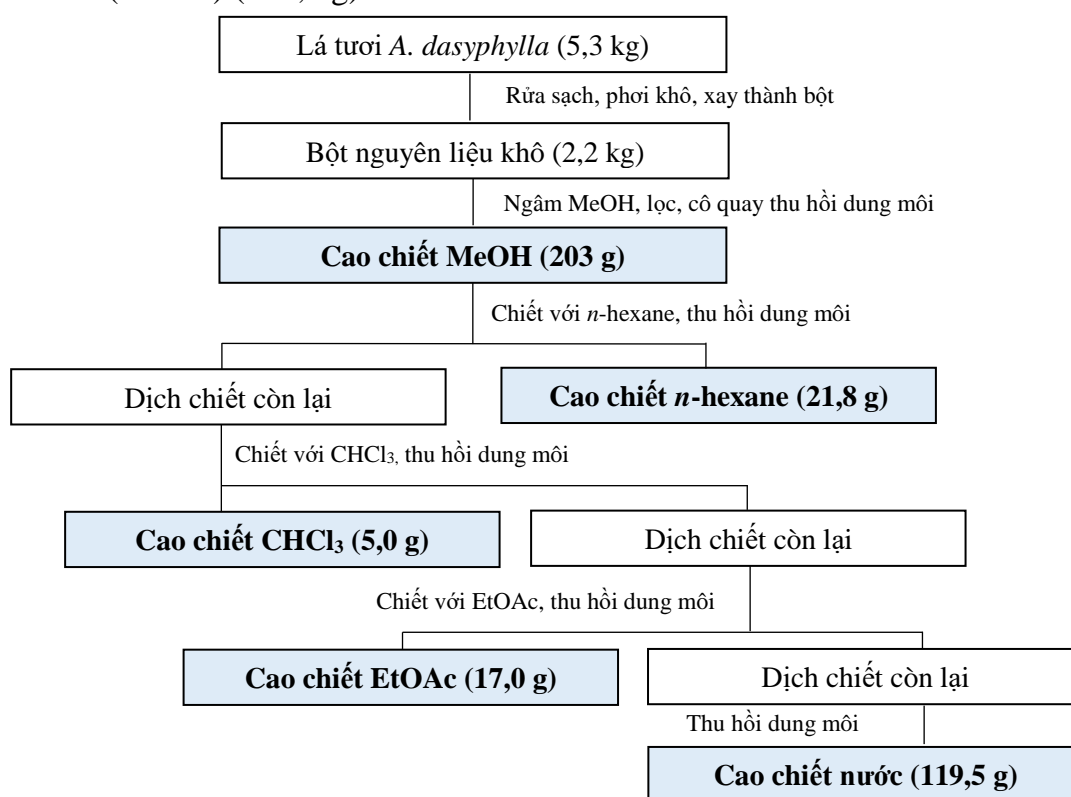 Lá tươi A. dasyphylla (5,3 kg)
Rửa sạch, phơi khô, xay thành bột
Bột nguyên liệu khô (2,2 kg)
Ngâm MeOH, lọc, cô quay thu hồi dung môi
Cao chiết MeOH (203 g)
Chiết với n-hexane, thu hồi dung môi
Dịch chiết còn lại
Cao chiết n-hexane (21,8 g)
Chiết với CHCl₃, thu hồi dung môi
Cao chiết CHCl₃ (5,0 g)
Dịch chiết còn lại
Chiết với EtOAc, thu hồi dung môi
Cao chiết EtOAc (17,0 g)
Dịch chiết còn lại
Thu hồi dung môi
Cao chiết nước (119,5 g)